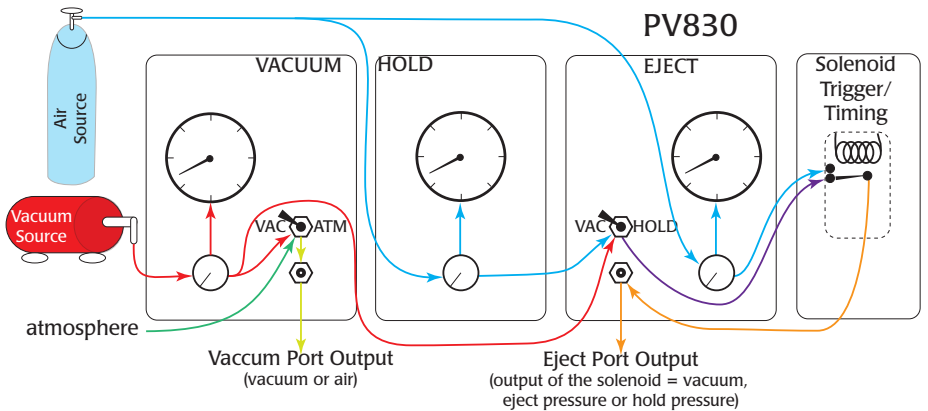 PV830
VACUUM
HOLD
EJECT
Solenoid
Trigger/
Timing
Air
Source
Vacuum
Source
VAC
ATM
VAC
HOLD
atmosphere
Vaccum Port Output
(vacuum or air)
Eject Port Output
(output of the solenoid = vacuum,
eject pressure or hold pressure)